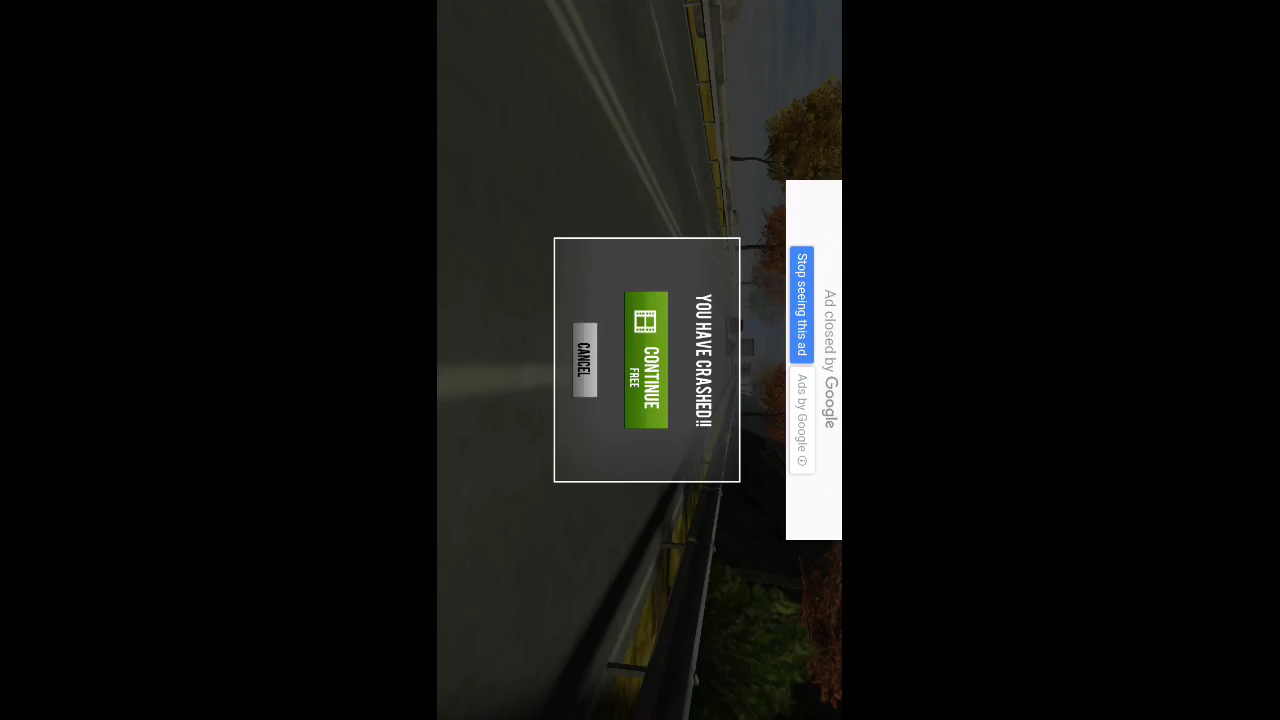 Ad closed by Google
Stop seeing this ad
Ads by Google
YOU HAVE CRASHED!!
CONTINUE
FREE
CANCEL